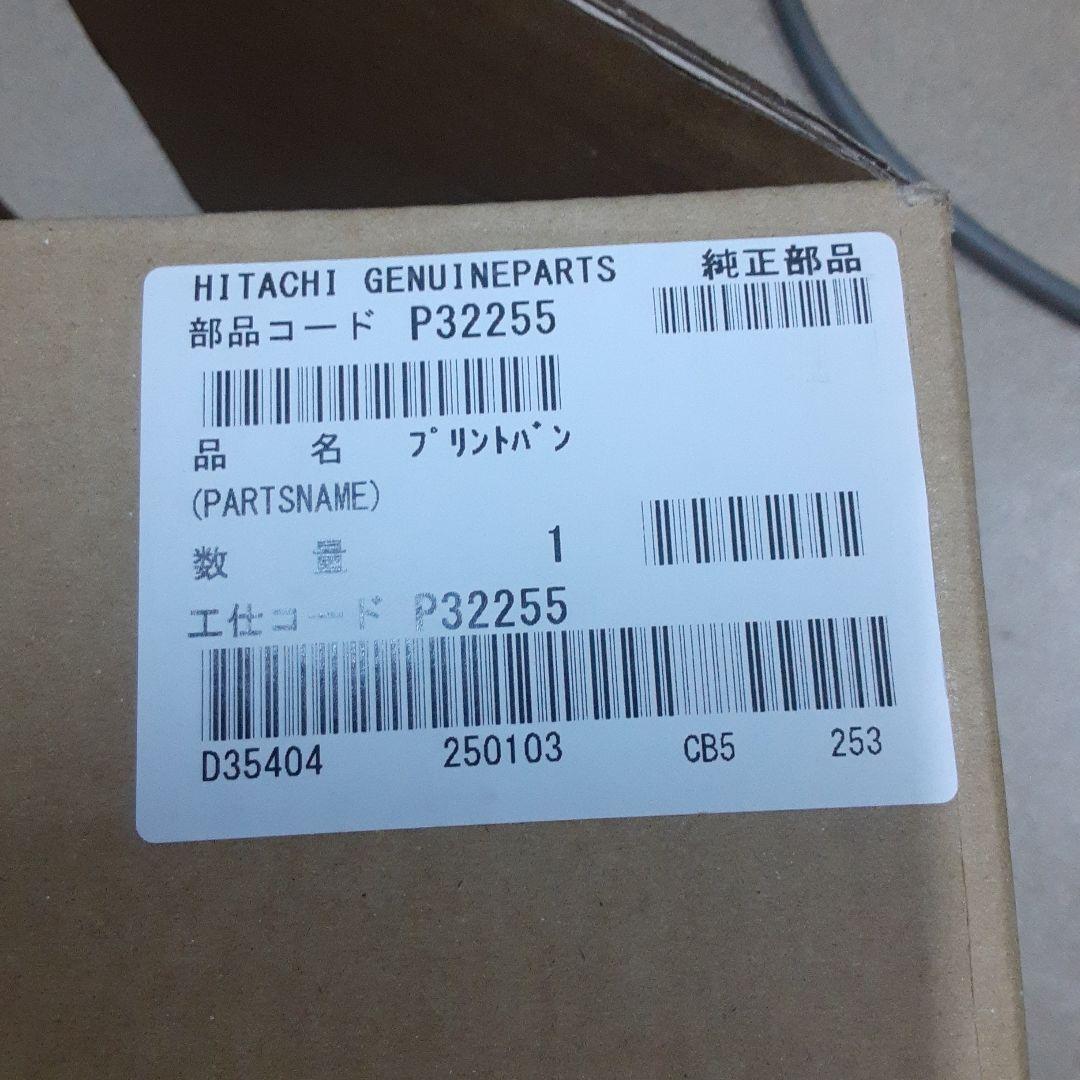 HITACHI GENUINEPARTS 純正部品
部品コード P32255
品 名 プリントバン
(PARTSNAME)
数 量 1
工仕コード P32255
D35404 250103 CB5 253